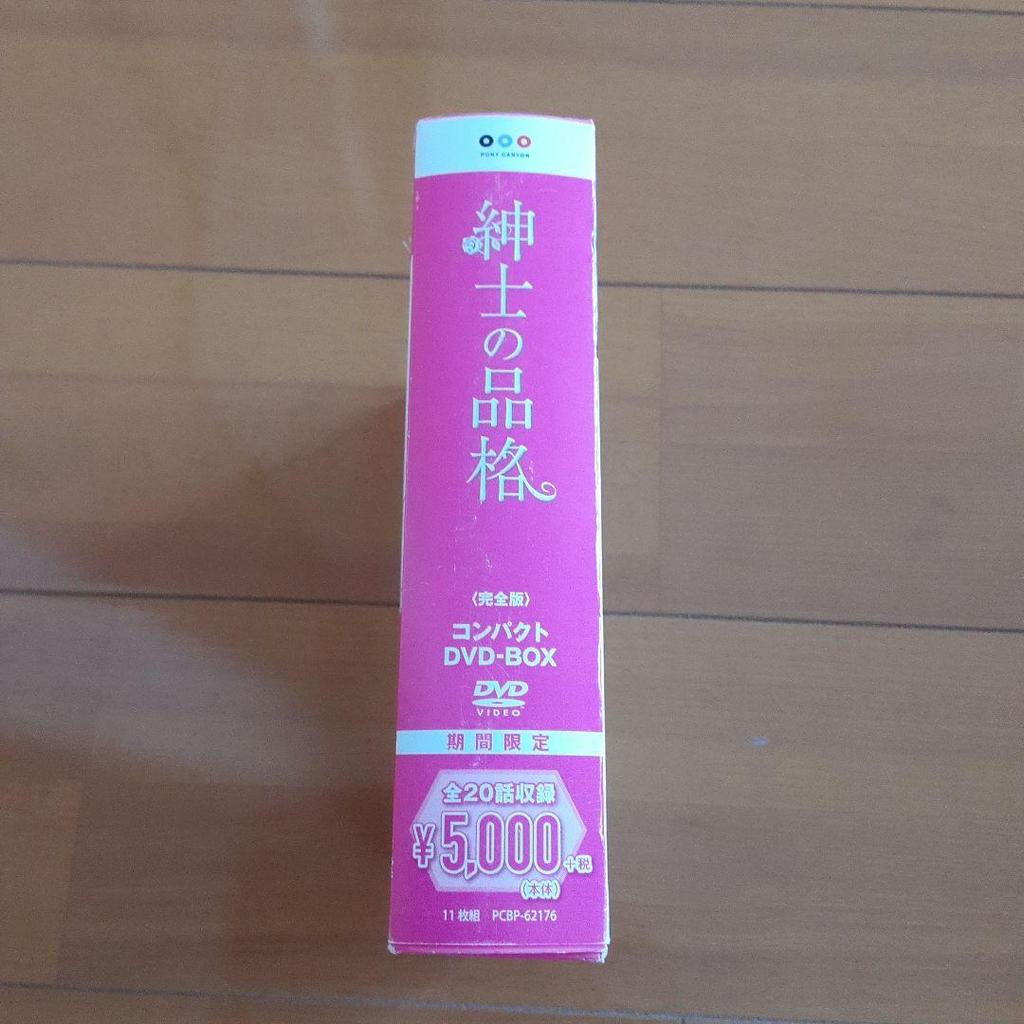 PONY CANYON
紳士の品格
〈完全版〉
コンパクト
DVD-BOX
DVD
VIDEO
期間限定
全20話収録
¥5,000+税
(本体)
11枚組 PCBP-62176